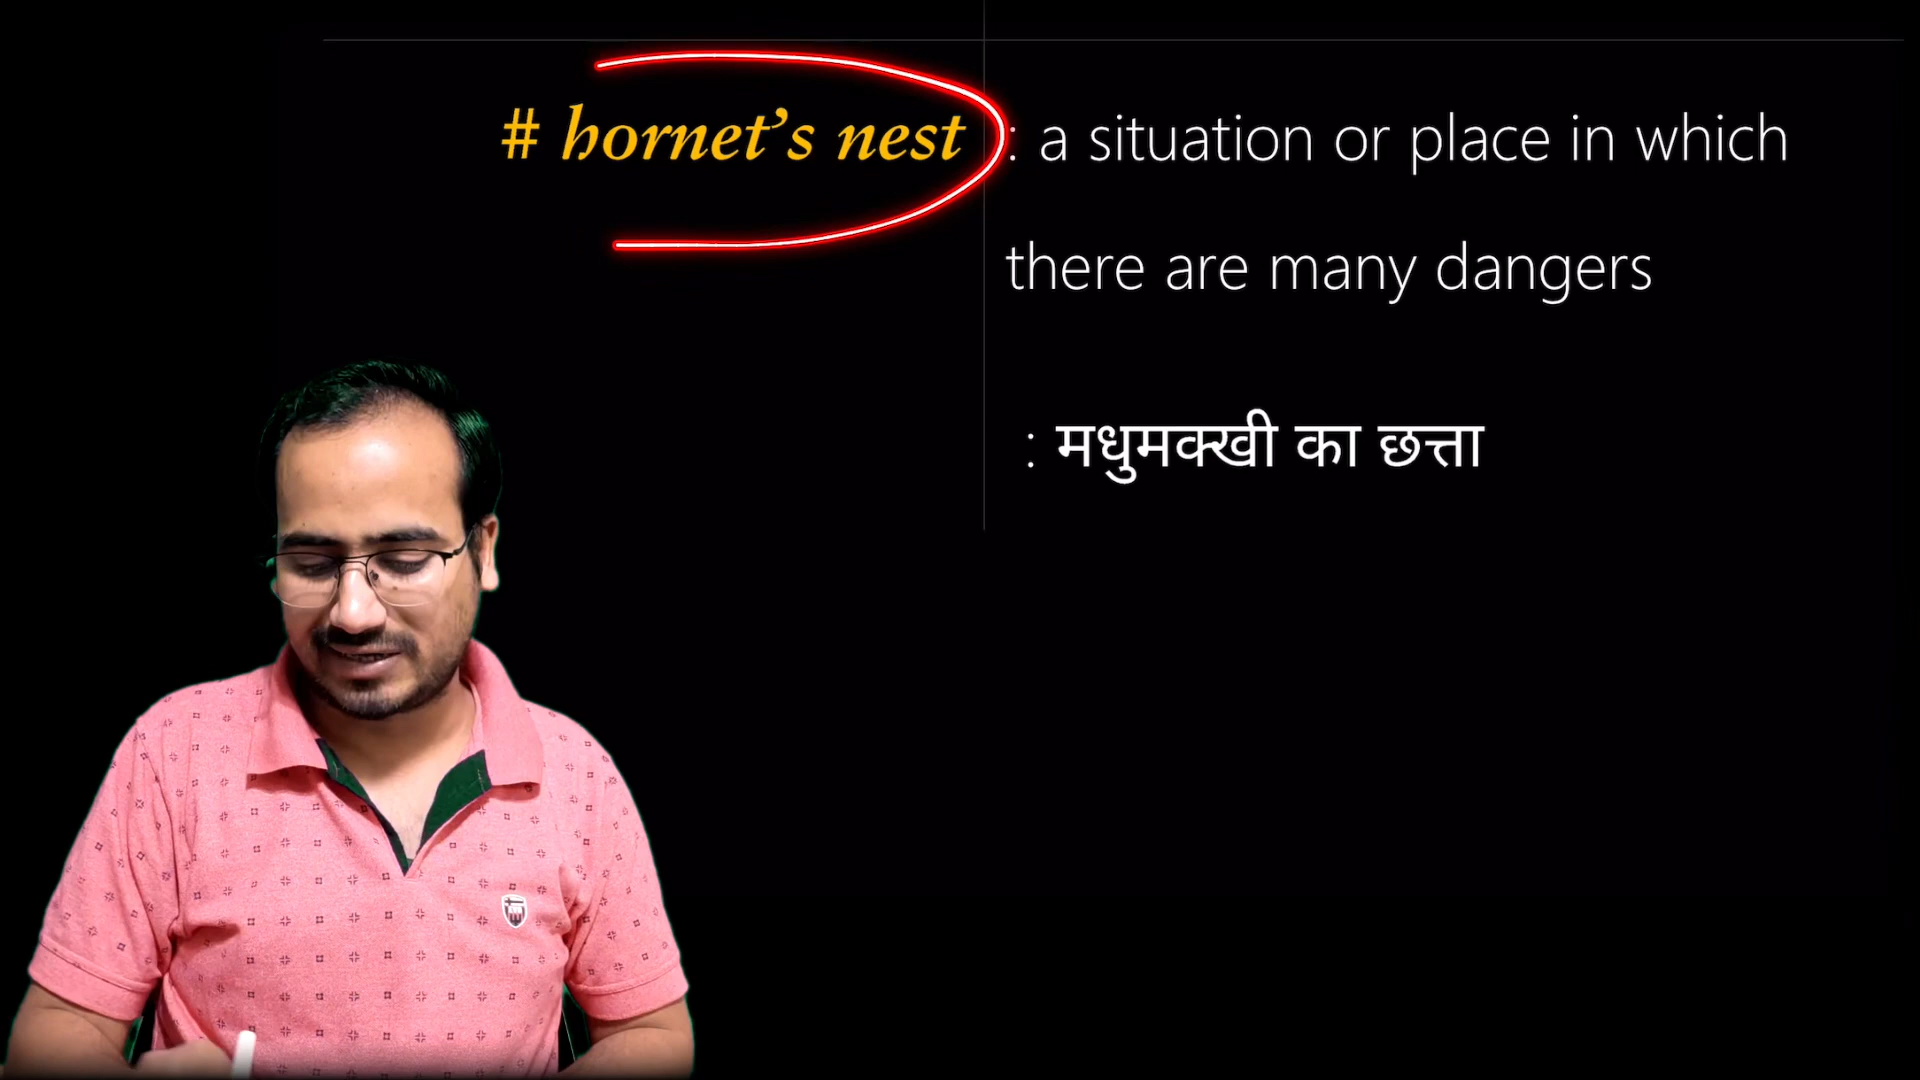 # hornet’s nest
: a situation or place in which
there are many dangers
: मधुमक्खी का छत्ता